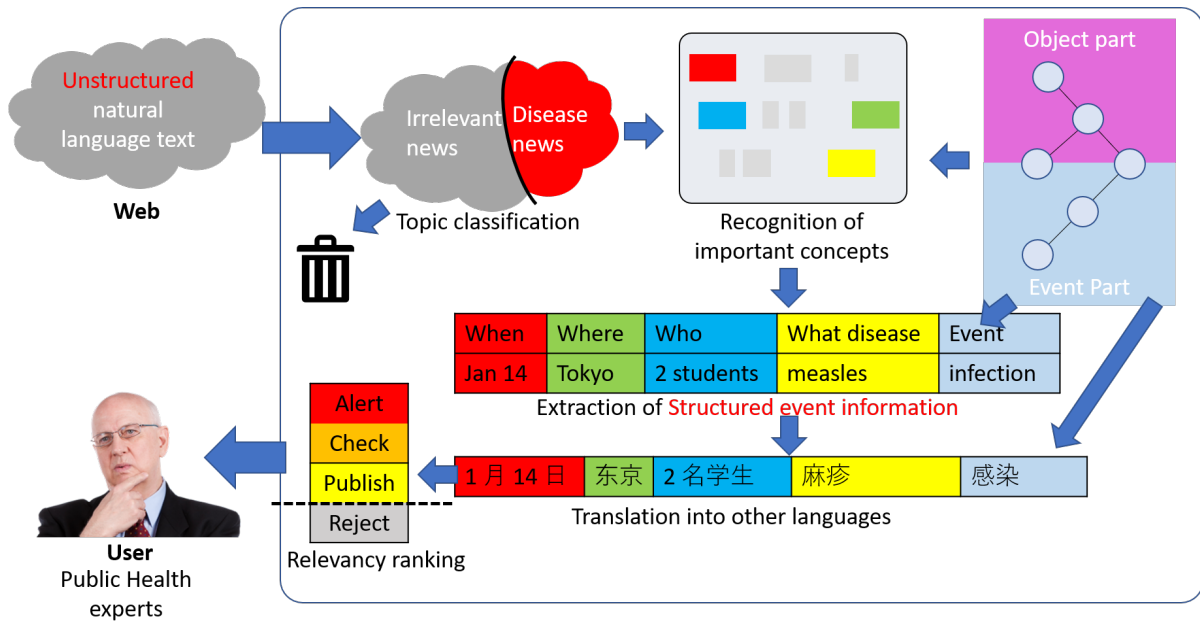 Unstructured
natural
language text
Web
Irrelevant
news
Disease
news
Topic classification
Recognition of
important concepts
Object part
Event Part
When Where Who What disease Event
Jan 14 Tokyo 2 students measles infection
Extraction of Structured event information
1 月 14 日 东京 2 名学生 麻疹 感染
Translation into other languages
Alert
Check
Publish
Reject
Relevancy ranking
User
Public Health
experts